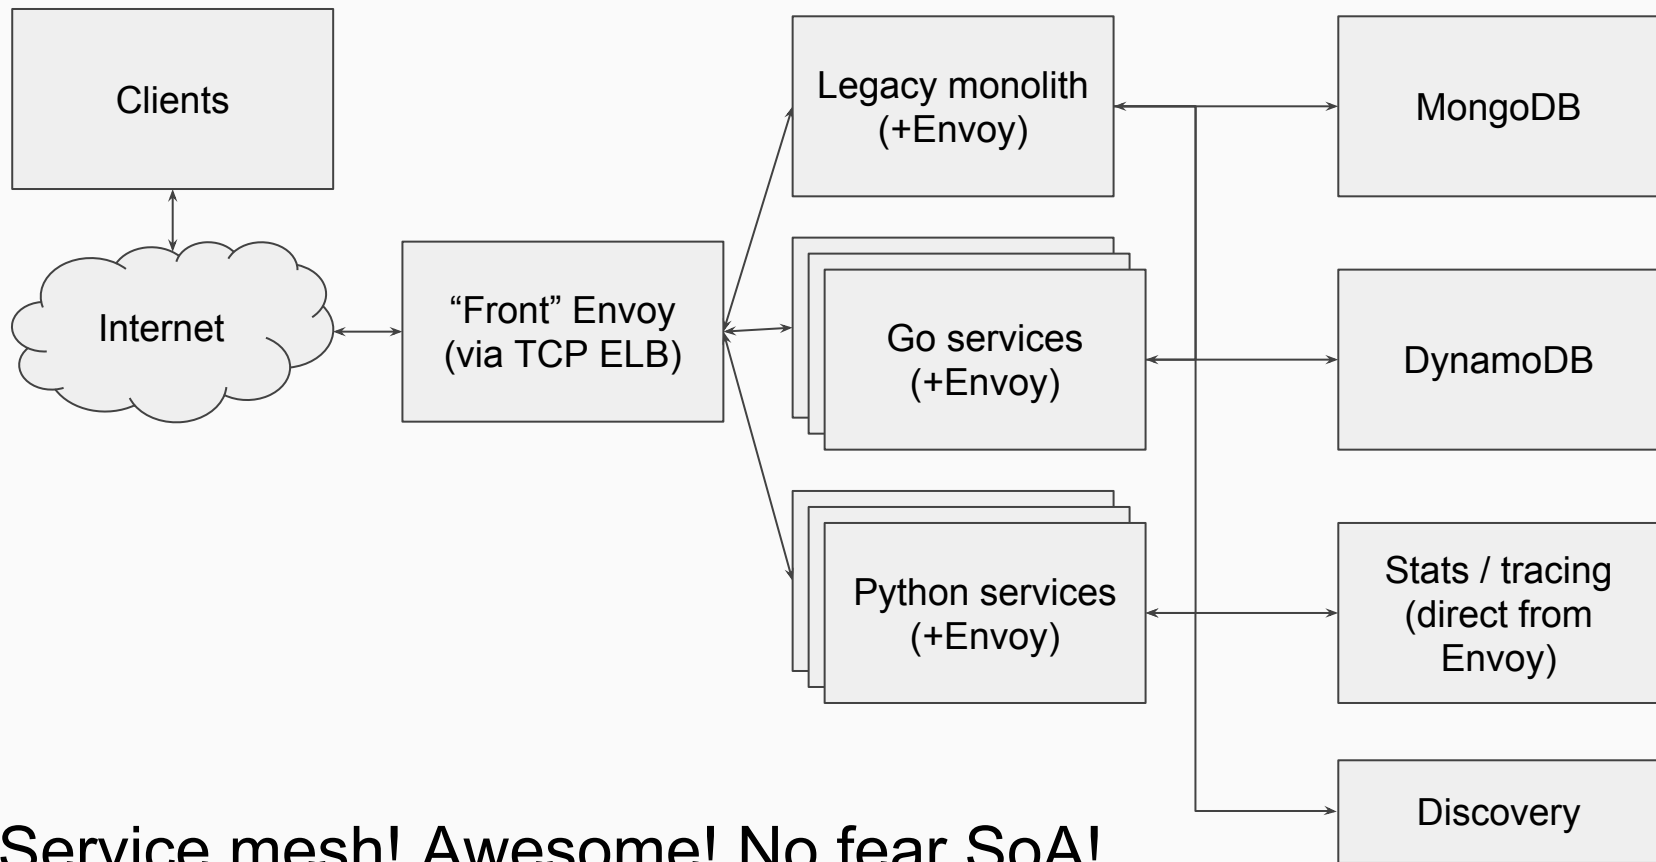 Clients
Internet
“Front” Envoy
(via TCP ELB)
Legacy monolith
(+Envoy)
Go services
(+Envoy)
Python services
(+Envoy)
MongoDB
DynamoDB
Stats / tracing
(direct from
Envoy)
Discovery
Service mesh! Awesome! No fear SoA!